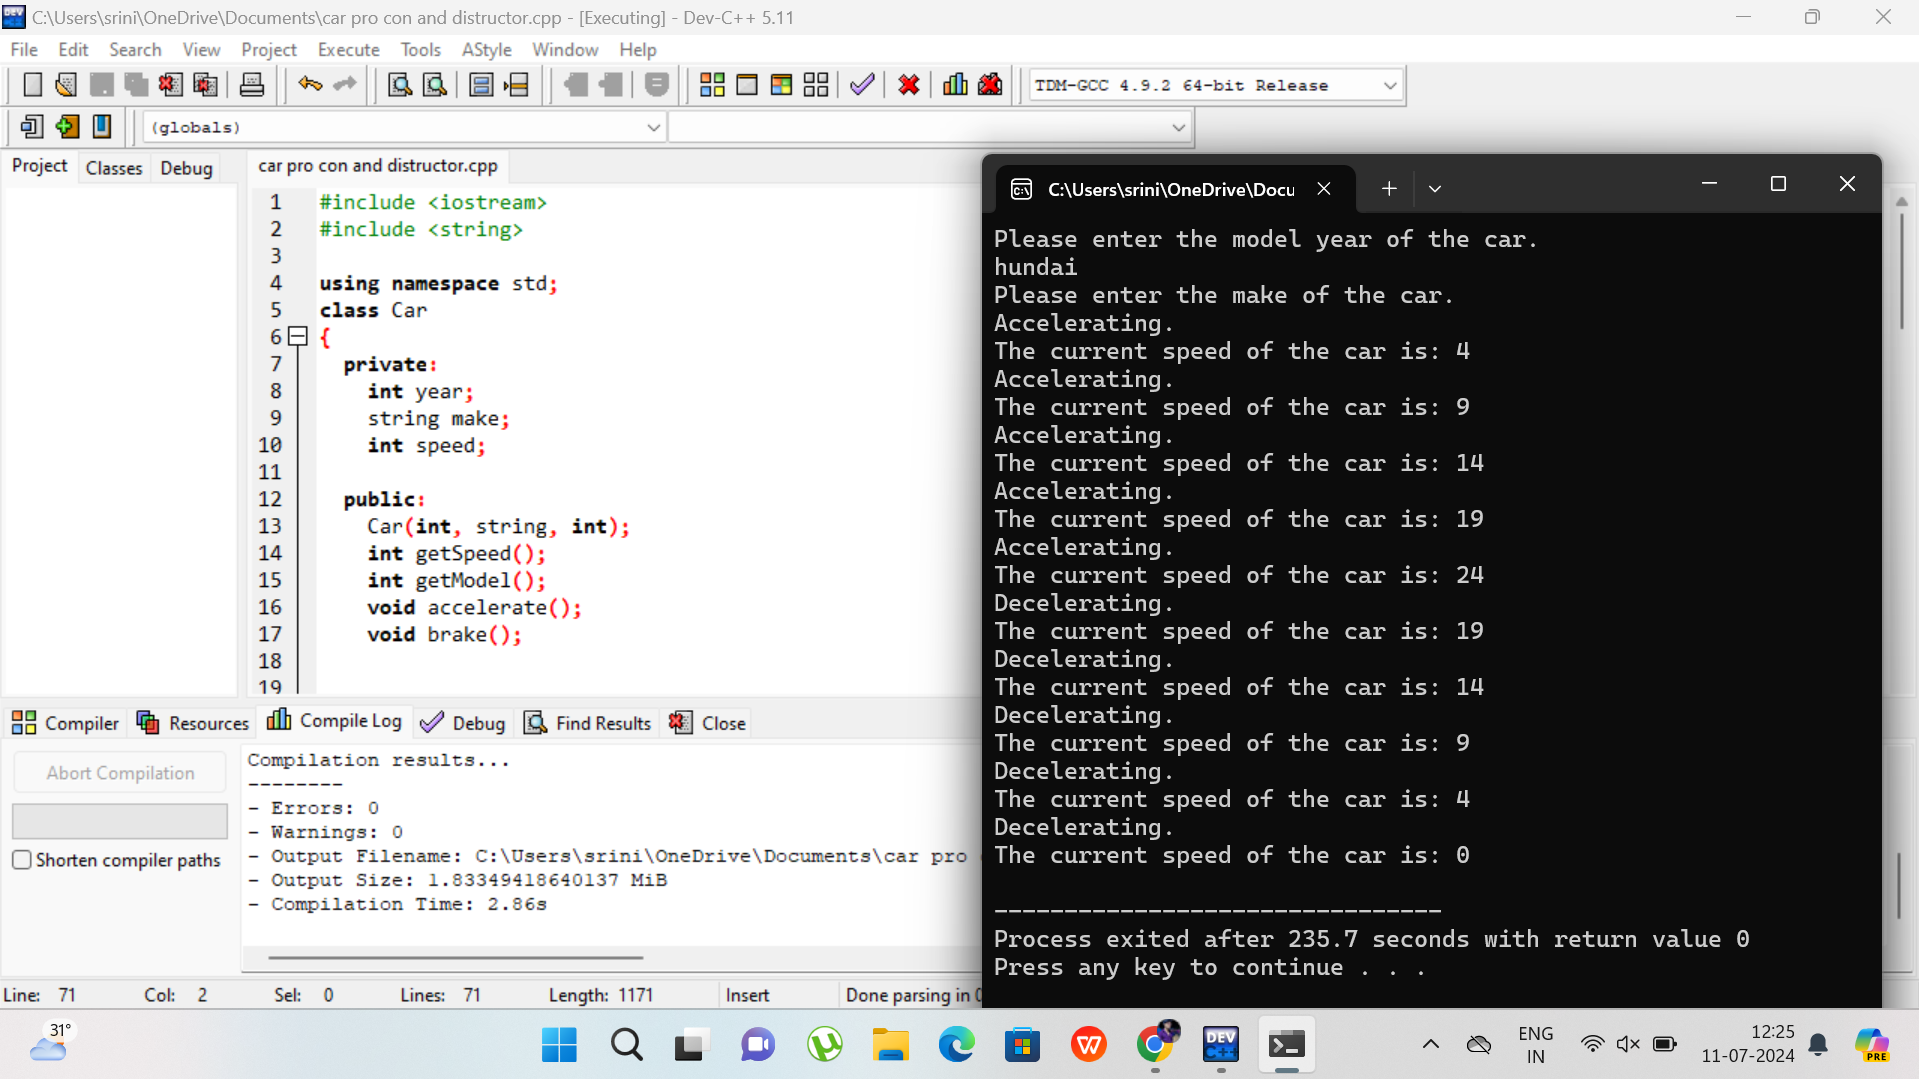 C:\Users\srini\OneDrive\Documents\car pro con and distructor.cpp - [Executing] - Dev-C++ 5.11
File Edit Search View Project Execute Tools AStyle Window Help
TDM-GCC 4.9.2 64-bit Release
(globals)
Project Classes Debug
car pro con and distructor.cpp
1 #include <iostream>
2 #include <string>
3
4 using namespace std;
5 class Car
6 {
7 private:
8 int year;
9 string make;
10 int speed;
11
12 public:
13 Car(int, string, int);
14 int getSpeed();
15 int getModel();
16 void accelerate();
17 void brake();
18
19
C:\Users\srini\OneDrive\Docu
Please enter the model year of the car.
hundai
Please enter the make of the car.
Accelerating.
The current speed of the car is: 4
Accelerating.
The current speed of the car is: 9
Accelerating.
The current speed of the car is: 14
Accelerating.
The current speed of the car is: 19
Accelerating.
The current speed of the car is: 24
Decelerating.
The current speed of the car is: 19
Decelerating.
The current speed of the car is: 14
Decelerating.
The current speed of the car is: 9
Decelerating.
The current speed of the car is: 4
Decelerating.
The current speed of the car is: 0
--------------------------------
Process exited after 235.7 seconds with return value 0
Press any key to continue . . .
Compiler Resources Compile Log Debug Find Results Close
Abort Compilation
Shorten compiler paths
Compilation results...
--------
- Errors: 0
- Warnings: 0
- Output Filename: C:\Users\srini\OneDrive\Documents\car pro
- Output Size: 1.83349418640137 MiB
- Compilation Time: 2.86s
Line: 71 Col: 2 Sel: 0 Lines: 71 Length: 1171 Insert Done parsing in 0
31°
DEV C++
ENG
IN
12:25
11-07-2024
PRE